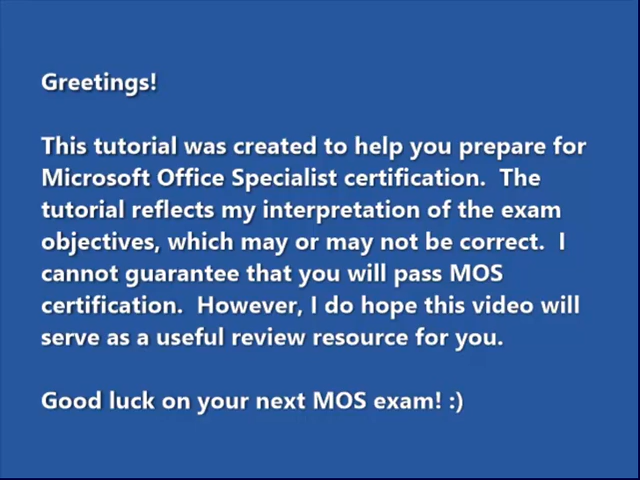 Greetings!
This tutorial was created to help you prepare for
Microsoft Office Specialist certification.  The
tutorial reflects my interpretation of the exam
objectives, which may or may not be correct.  I
cannot guarantee that you will pass MOS
certification.  However, I do hope this video will
serve as a useful review resource for you.
Good luck on your next MOS exam! :)